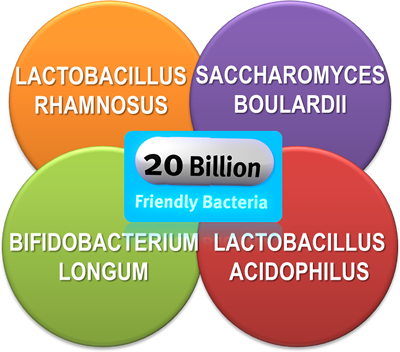 LACTOBACILLUS
RHAMNOSUS
SACCHAROMYCES
BOULARDII
20 Billion
Friendly Bacteria
BIFIDOBACTERIUM
LONGUM
LACTOBACILLUS
ACIDOPHILUS